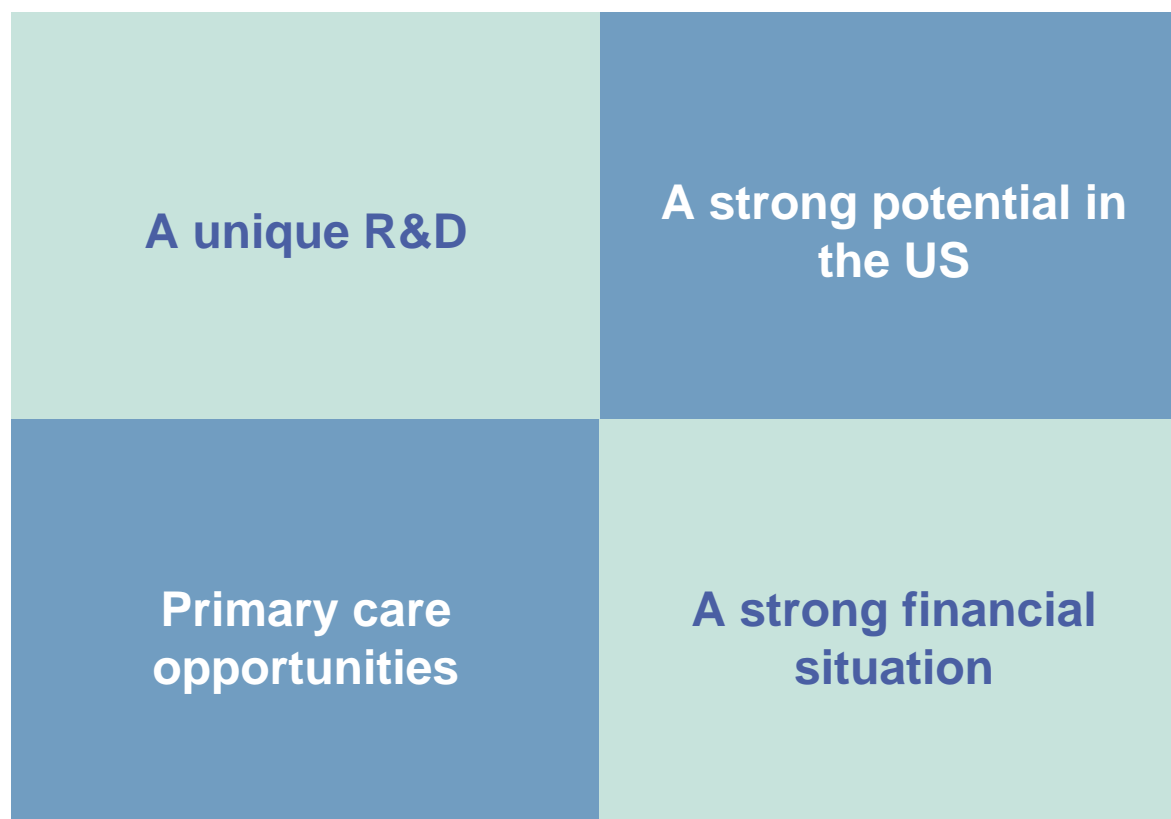 A unique R&D
A strong potential in
the US
Primary care
opportunities
A strong financial
situation